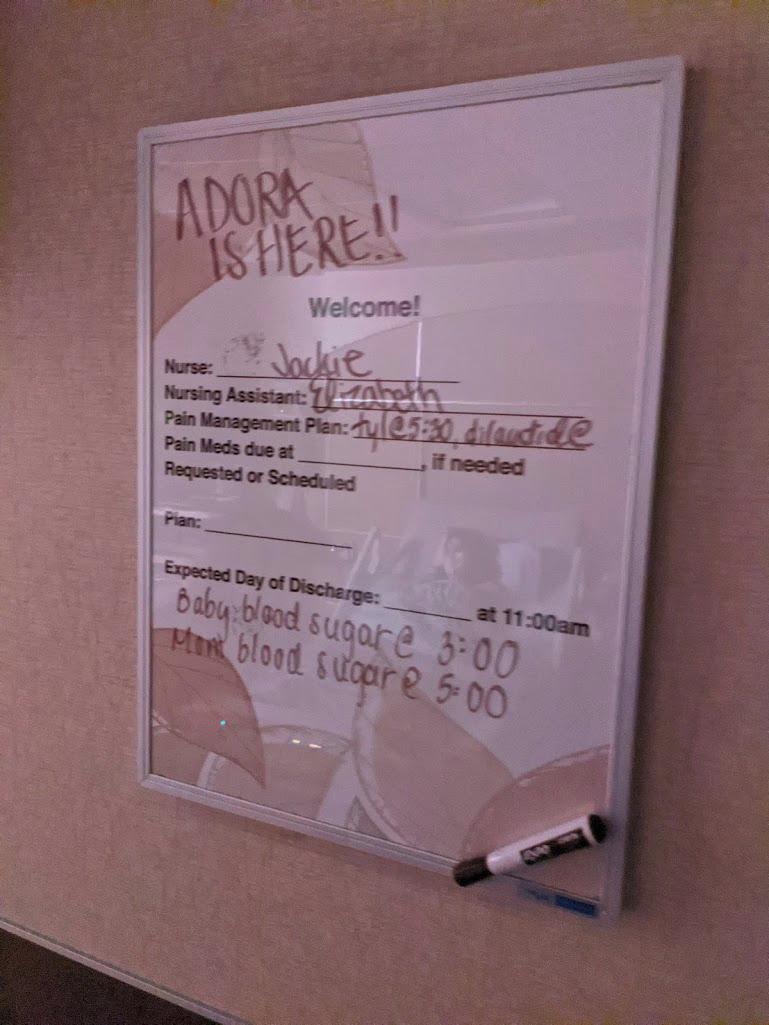 ADORA
IS HERE!!
Welcome!
Nurse: Jackie
Nursing Assistant: Elizabeth
Pain Management Plan: tyl@5:30, dilaudid@
Pain Meds due at ____________, if needed
Requested or Scheduled
Plan: ____________
Expected Day of Discharge: ________ at 11:00am
Baby: blood sugar @ 3:00
Mom: blood sugar @ 5:00
EXPO